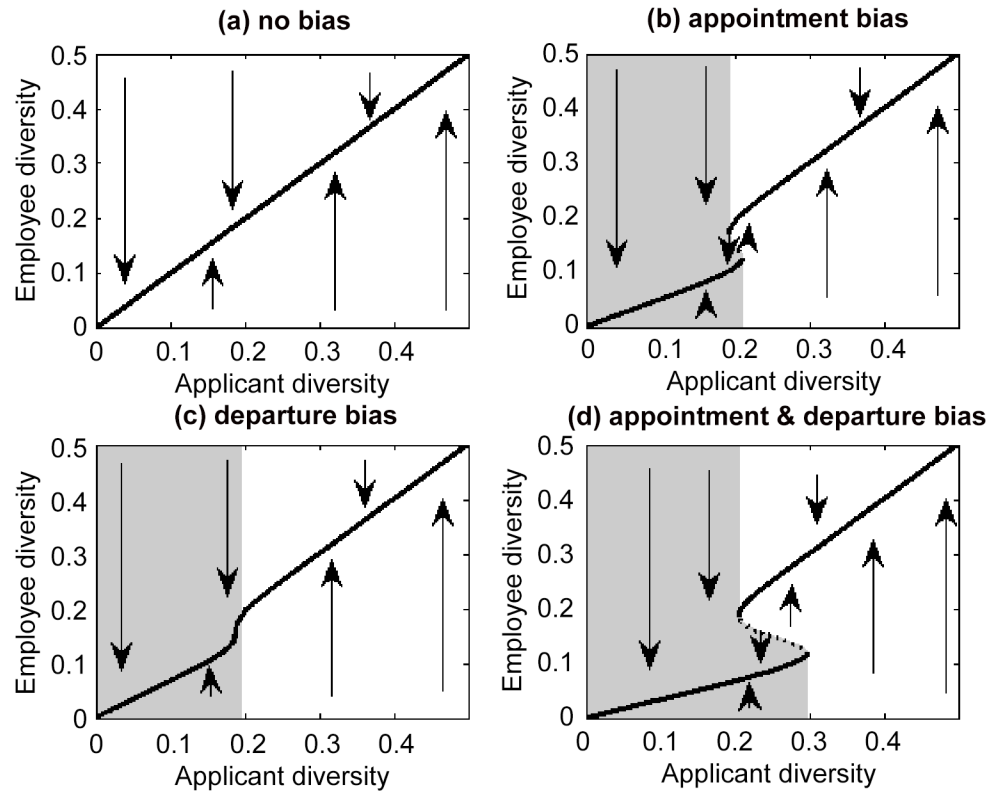 (a) no bias
(b) appointment bias
0.5
0.4
0.3
0.2
0.1
0
Employee diversity
0 0.1 0.2 0.3 0.4
Applicant diversity
0.5
0.4
0.3
0.2
0.1
0
Employee diversity
0 0.1 0.2 0.3 0.4
Applicant diversity
(c) departure bias
(d) appointment & departure bias
0.5
0.4
0.3
0.2
0.1
0
Employee diversity
0 0.1 0.2 0.3 0.4
Applicant diversity
0.5
0.4
0.3
0.2
0.1
0
Employee diversity
0 0.1 0.2 0.3 0.4
Applicant diversity